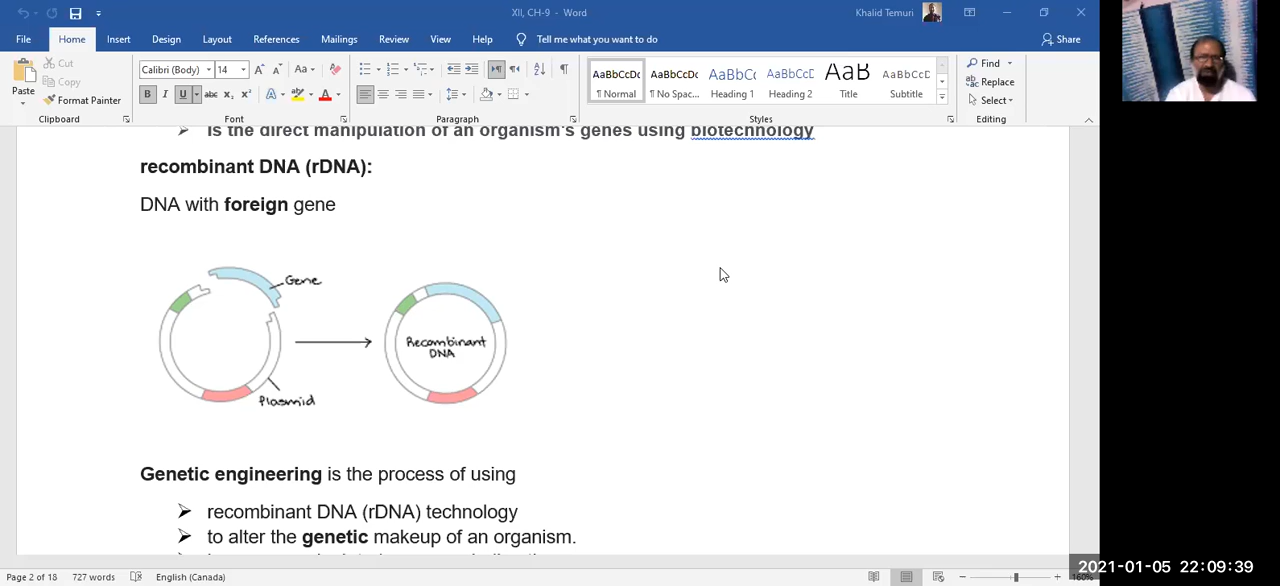 XII, CH-9 - Word
Khalid Temuri
File Home Insert Design Layout References Mailings Review View Help Tell me what you want to do
Share
Paste
Cut
Copy
Format Painter
Calibri (Body) 14
AaBbCcDc AaBbCcDc AaBbCc AaBbCcD AaB AaBbCcD
¶ Normal ¶ No Spac... Heading 1 Heading 2 Title Subtitle
Find
Replace
Select
Clipboard Font Paragraph Styles Editing
Is the direct manipulation of an organism's genes using biotechnology
recombinant DNA (rDNA):
DNA with foreign gene
Gene
Recombinant
DNA
Plasmid
Genetic engineering is the process of using
recombinant DNA (rDNA) technology
to alter the genetic makeup of an organism.
2021-01-05 22:09:39
Page 2 of 18 727 words English (Canada)
160%